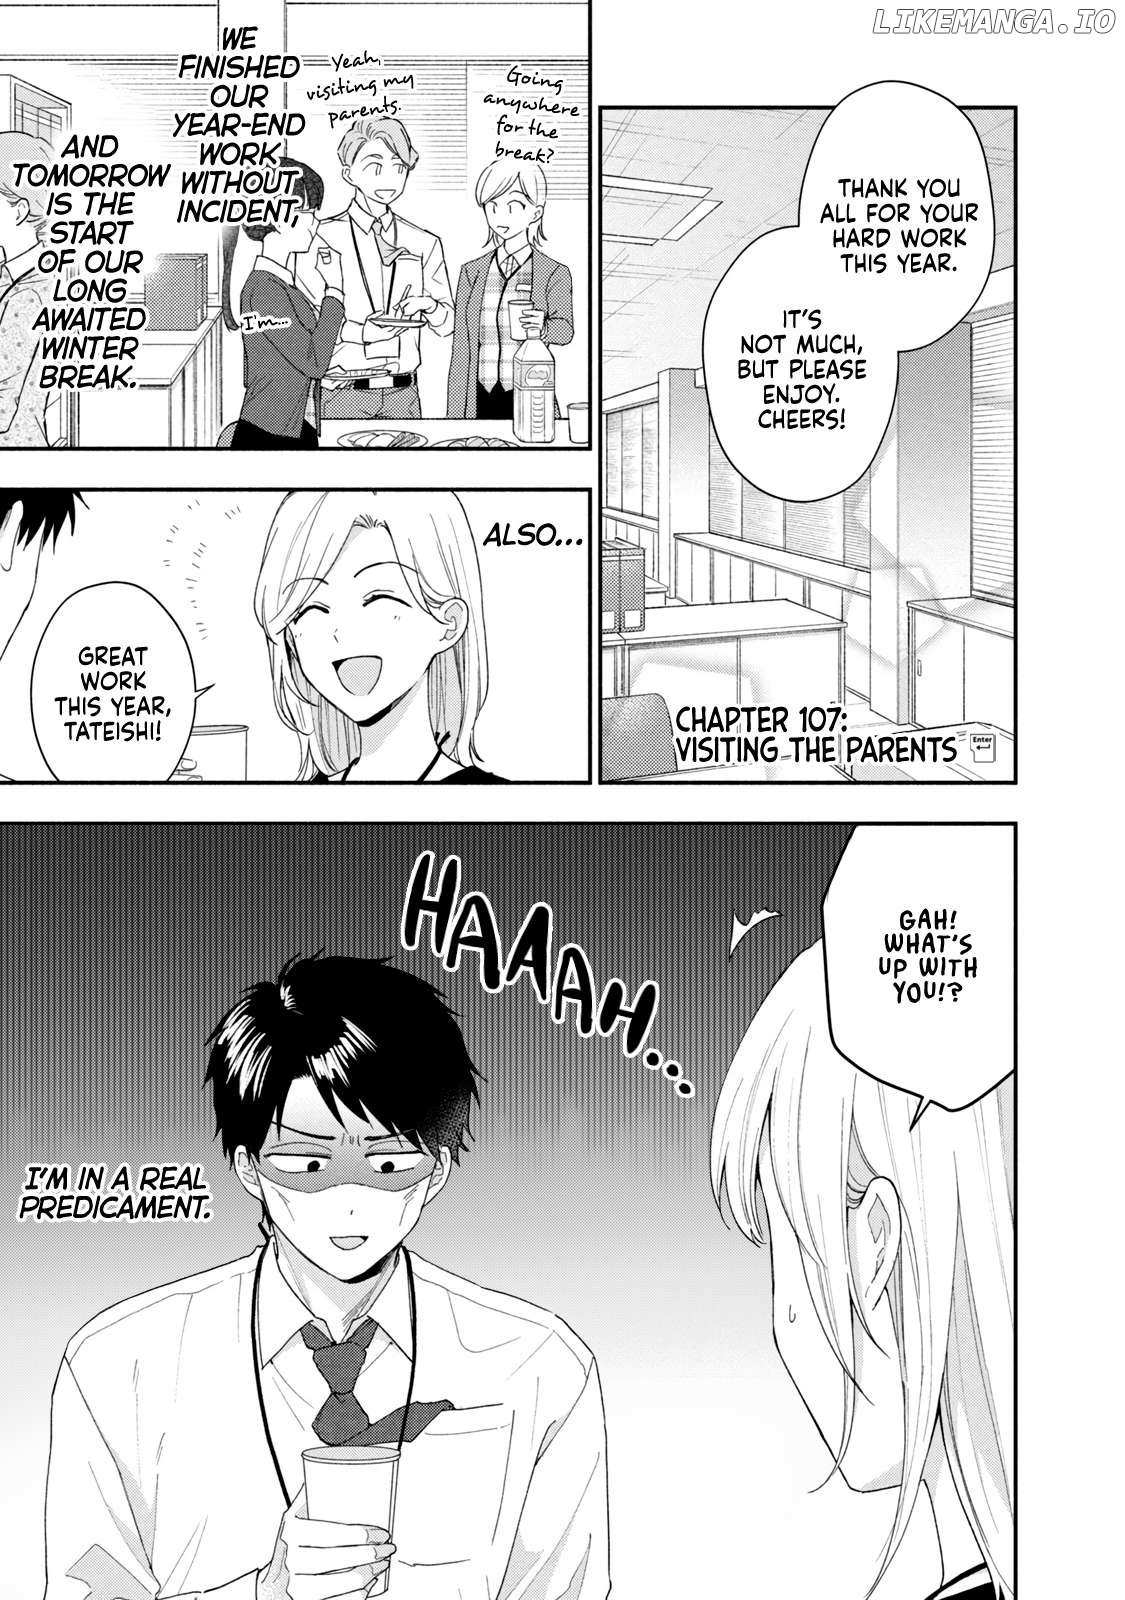 LIKEMANGA.IO
THANK YOU
ALL FOR YOUR
HARD WORK
THIS YEAR.
IT'S
NOT MUCH,
BUT PLEASE
ENJOY.
CHEERS!
CHAPTER 107:
VISITING THE PARENTS
Enter
Going
anywhere
for the
break?
Yeah,
visiting my
parents.
I'm...
WE
FINISHED
OUR
YEAR-END
WORK
WITHOUT
INCIDENT,
AND
TOMORROW
IS THE
START
OF OUR
LONG
AWAITED
WINTER
BREAK.
ALSO...
GREAT
WORK
THIS YEAR,
TATEISHI!
GAH!
WHAT'S
UP WITH
YOU!?
HAAAAH...
I'M IN A REAL
PREDICAMENT.